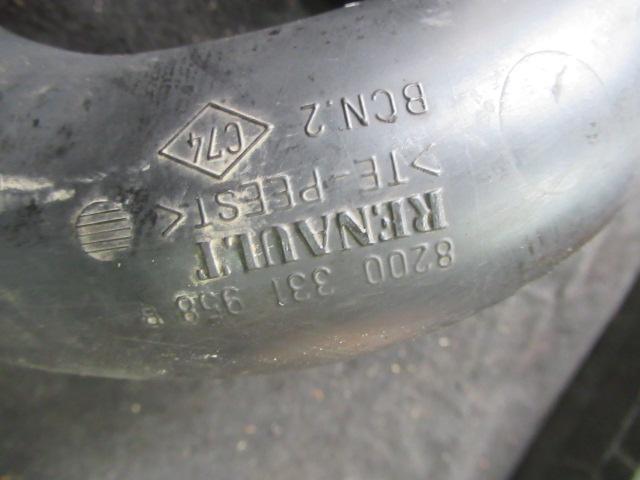 8200 331 958
RENAULT
>TE-PEEST<
BCN.2 C74